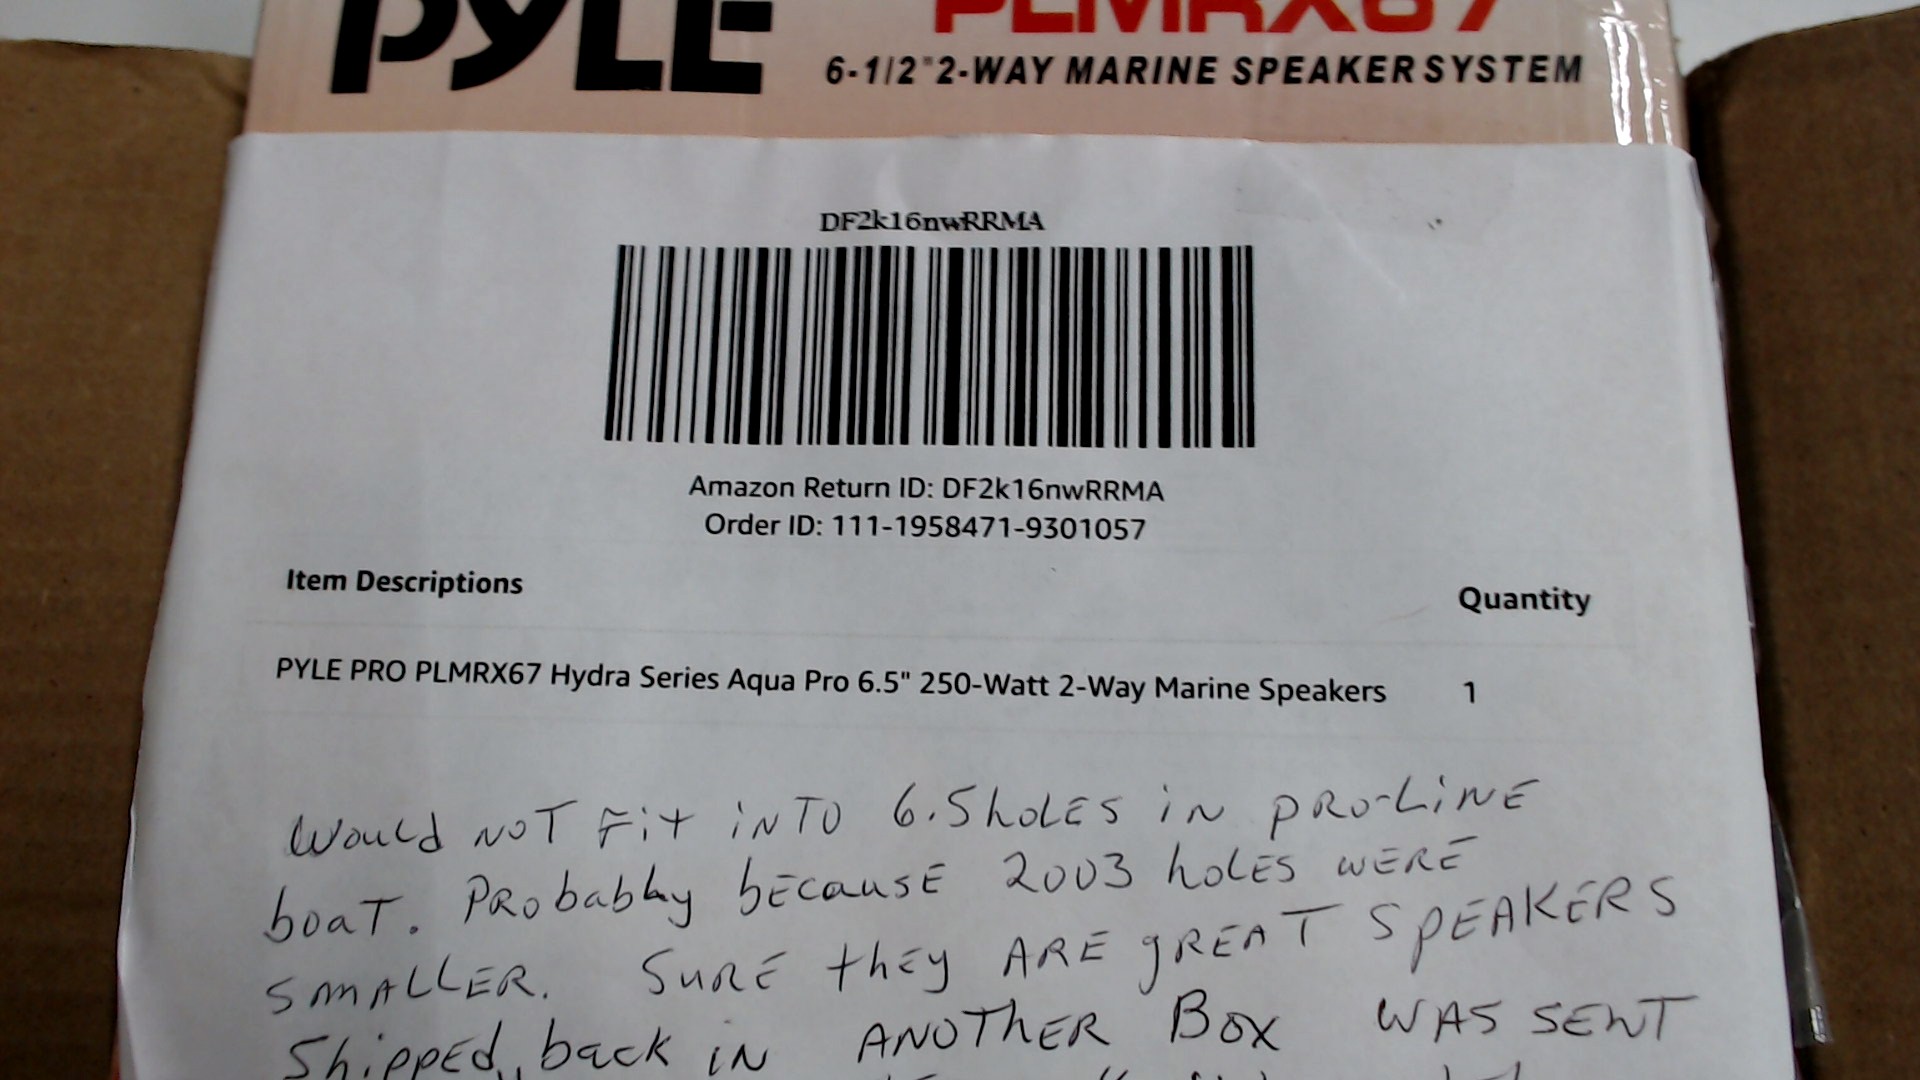 PYLE PLMRX67
6-1/2" 2-WAY MARINE SPEAKER SYSTEM
DF2k16nwRRMA
Amazon Return ID: DF2k16nwRRMA
Order ID: 111-1958471-9301057
Item Descriptions Quantity
PYLE PRO PLMRX67 Hydra Series Aqua Pro 6.5" 250-Watt 2-Way Marine Speakers 1
Would NOT Fit iNTO 6.5 holES iN PRO-LiNE
boaT. PRobabby bECausE 2003 holES WERE
SMALLER. SURE thEy ARE gREAT SPEAKERS
ShippEd back iN ANOThER Box WAS SENT